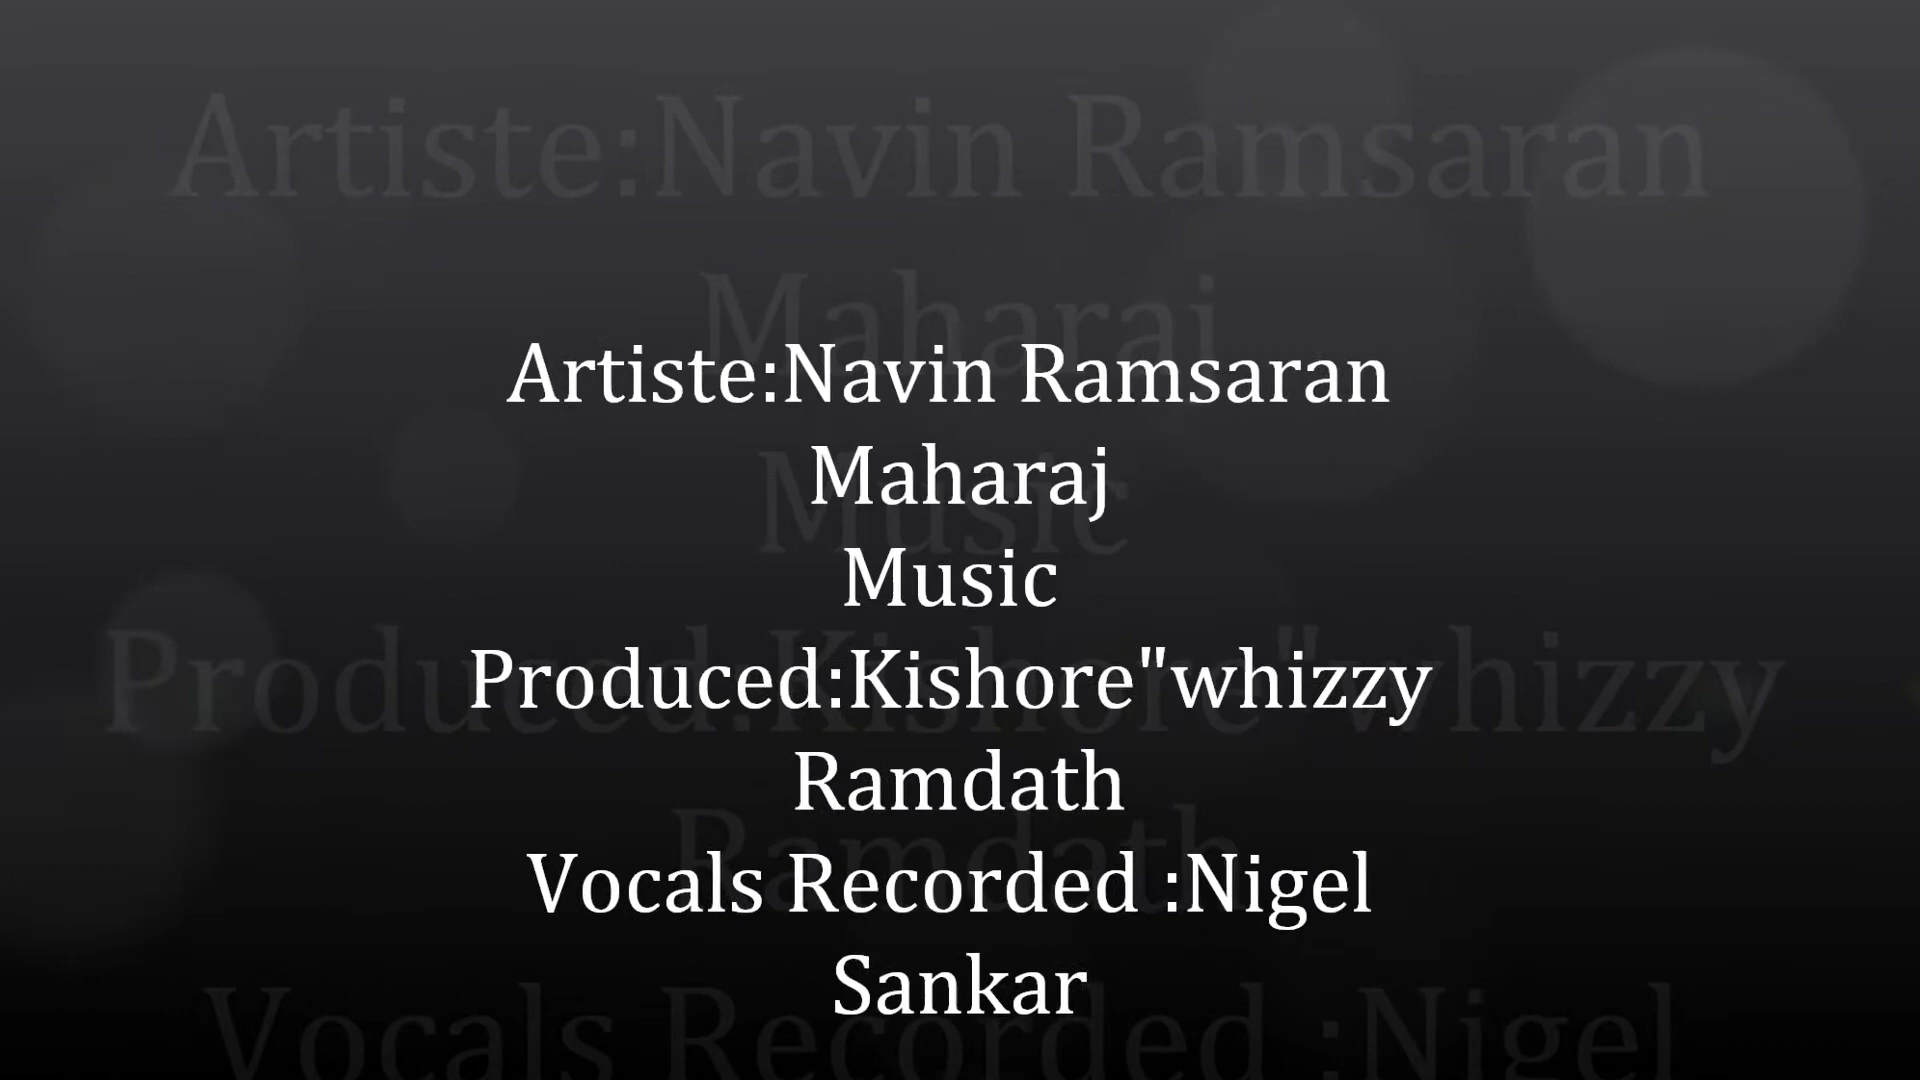 Artiste:Navin Ramsaran
Maharaj
Music
Produced:Kishore"whizzy
Ramdath
Vocals Recorded :Nigel
Sankar